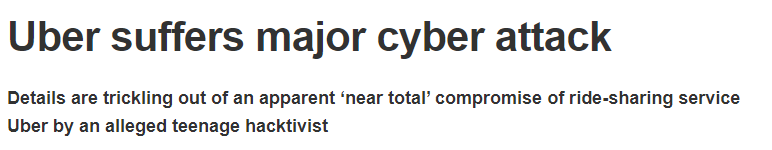 Uber suffers major cyber attack
Details are trickling out of an apparent ‘near total’ compromise of ride-sharing service
Uber by an alleged teenage hacktivist